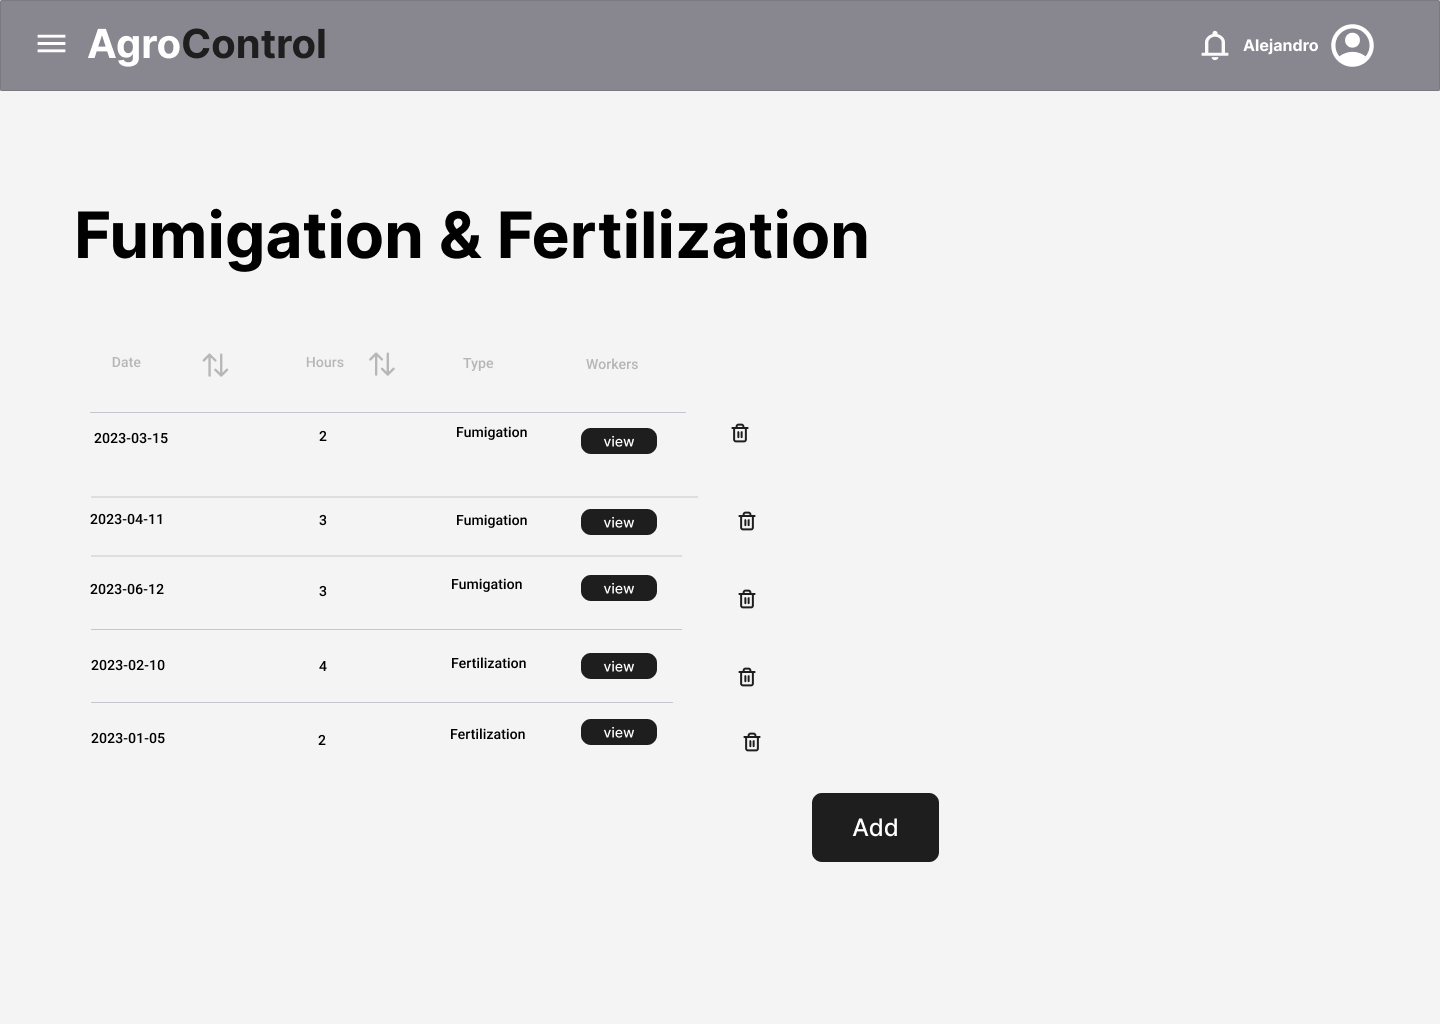 AgroControl
Alejandro
Fumigation & Fertilization
Date Hours Type Workers
2023-03-15 2 Fumigation view
2023-04-11 3 Fumigation view
2023-06-12 3 Fumigation view
2023-02-10 4 Fertilization view
2023-01-05 2 Fertilization view
Add